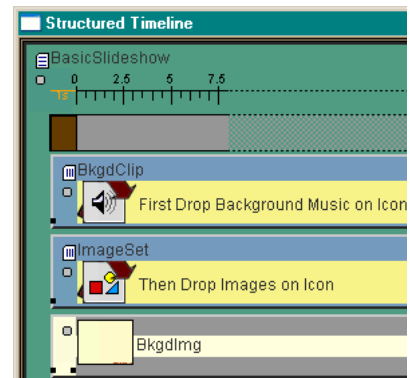 Structured Timeline
BasicSlideshow
0 2.5 5 7.5
1s
BkgdClip
First Drop Background Music on Icon
ImageSet
Then Drop Images on Icon
BkgdImg